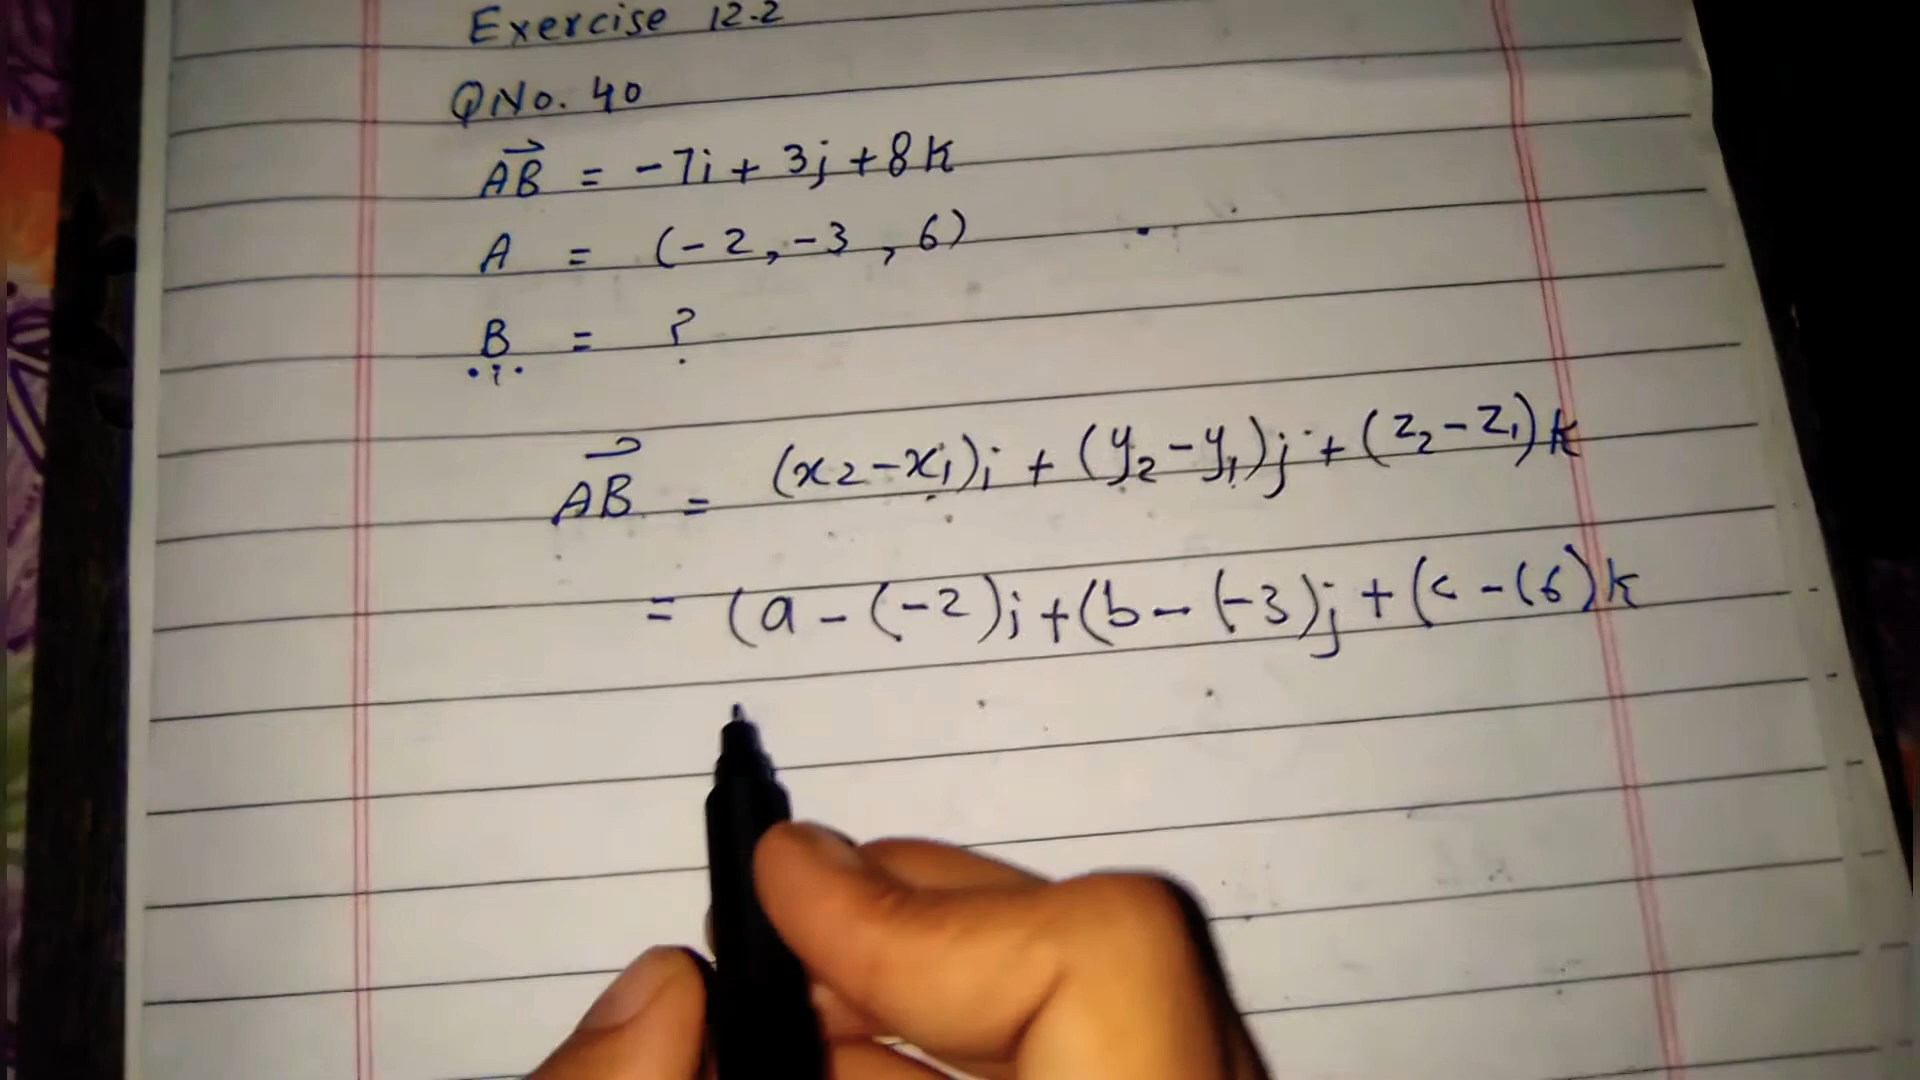 Exercise 12.2
QNo. 40
AB⃗ = -7i + 3j + 8k
A = (-2, -3, 6)
B = ?
AB⃗ = (x2-x1)i + (y2-y1)j + (z2-z1)k
= (a-(-2)i+(b-(-3)j+(c-(6)k